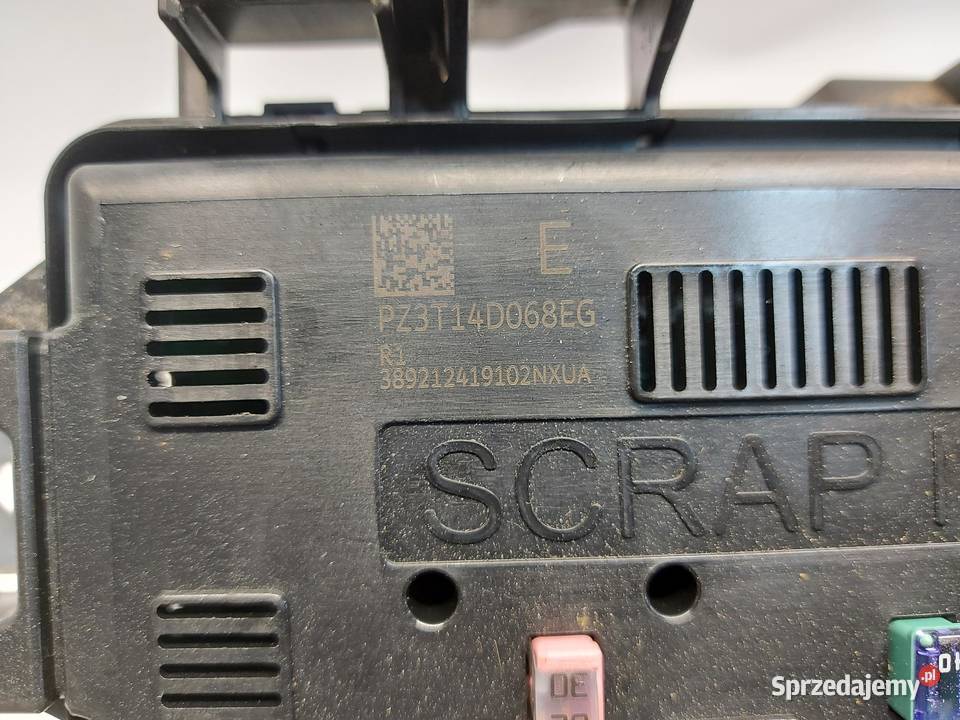 E
PZ3T14D068EG
R1
389212419102NXUA
SCRAP
30
Sprzedajemy.pl